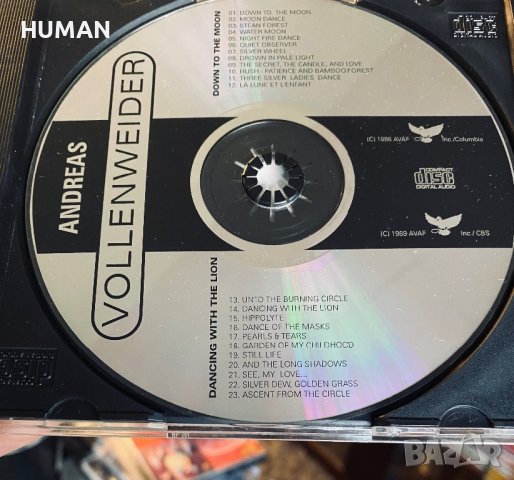 HUMAN
DOWN TO THE MOON
01. DOWN TO THE MOON
02. MOON DANCE
03. STEAN FOREST
04. WATER MOON
05. NIGHT FIRE DANCE
06. QUIET OBSERVER
07. SILVER WHEEL
08. DROWN IN PALE LIGHT
09. THE SECRET, THE CANDLE, AND LOVE
10. HUSH - PATIENCE AND BAMBOO FOREST
11. THREE SILVER LADIES DANCE
12. LA LUNE ET L'ENFANT
ANDREAS
VOLLENWEIDER
(C) 1986 AVAF Inc./Columbia
COMPACT
disc
DIGITAL AUDIO
(C) 1989 AVAF Inc./ CBS
DANCING WITH THE LION
13. UNTO THE BURNING CIRCLE
14. DANCING WITH THE LION
15. HIPPOLYTE
16. DANCE OF THE MASKS
17. PEARLS & TEARS
18. GARDEN OF MY CHILDHOOD
19. STILL LIFE
20. AND THE LONG SHADOWS
21. SEE, MY LOVE...
22. SILVER DEW, GOLDEN GRASS
23. ASCENT FROM THE CIRCLE
BAZAR